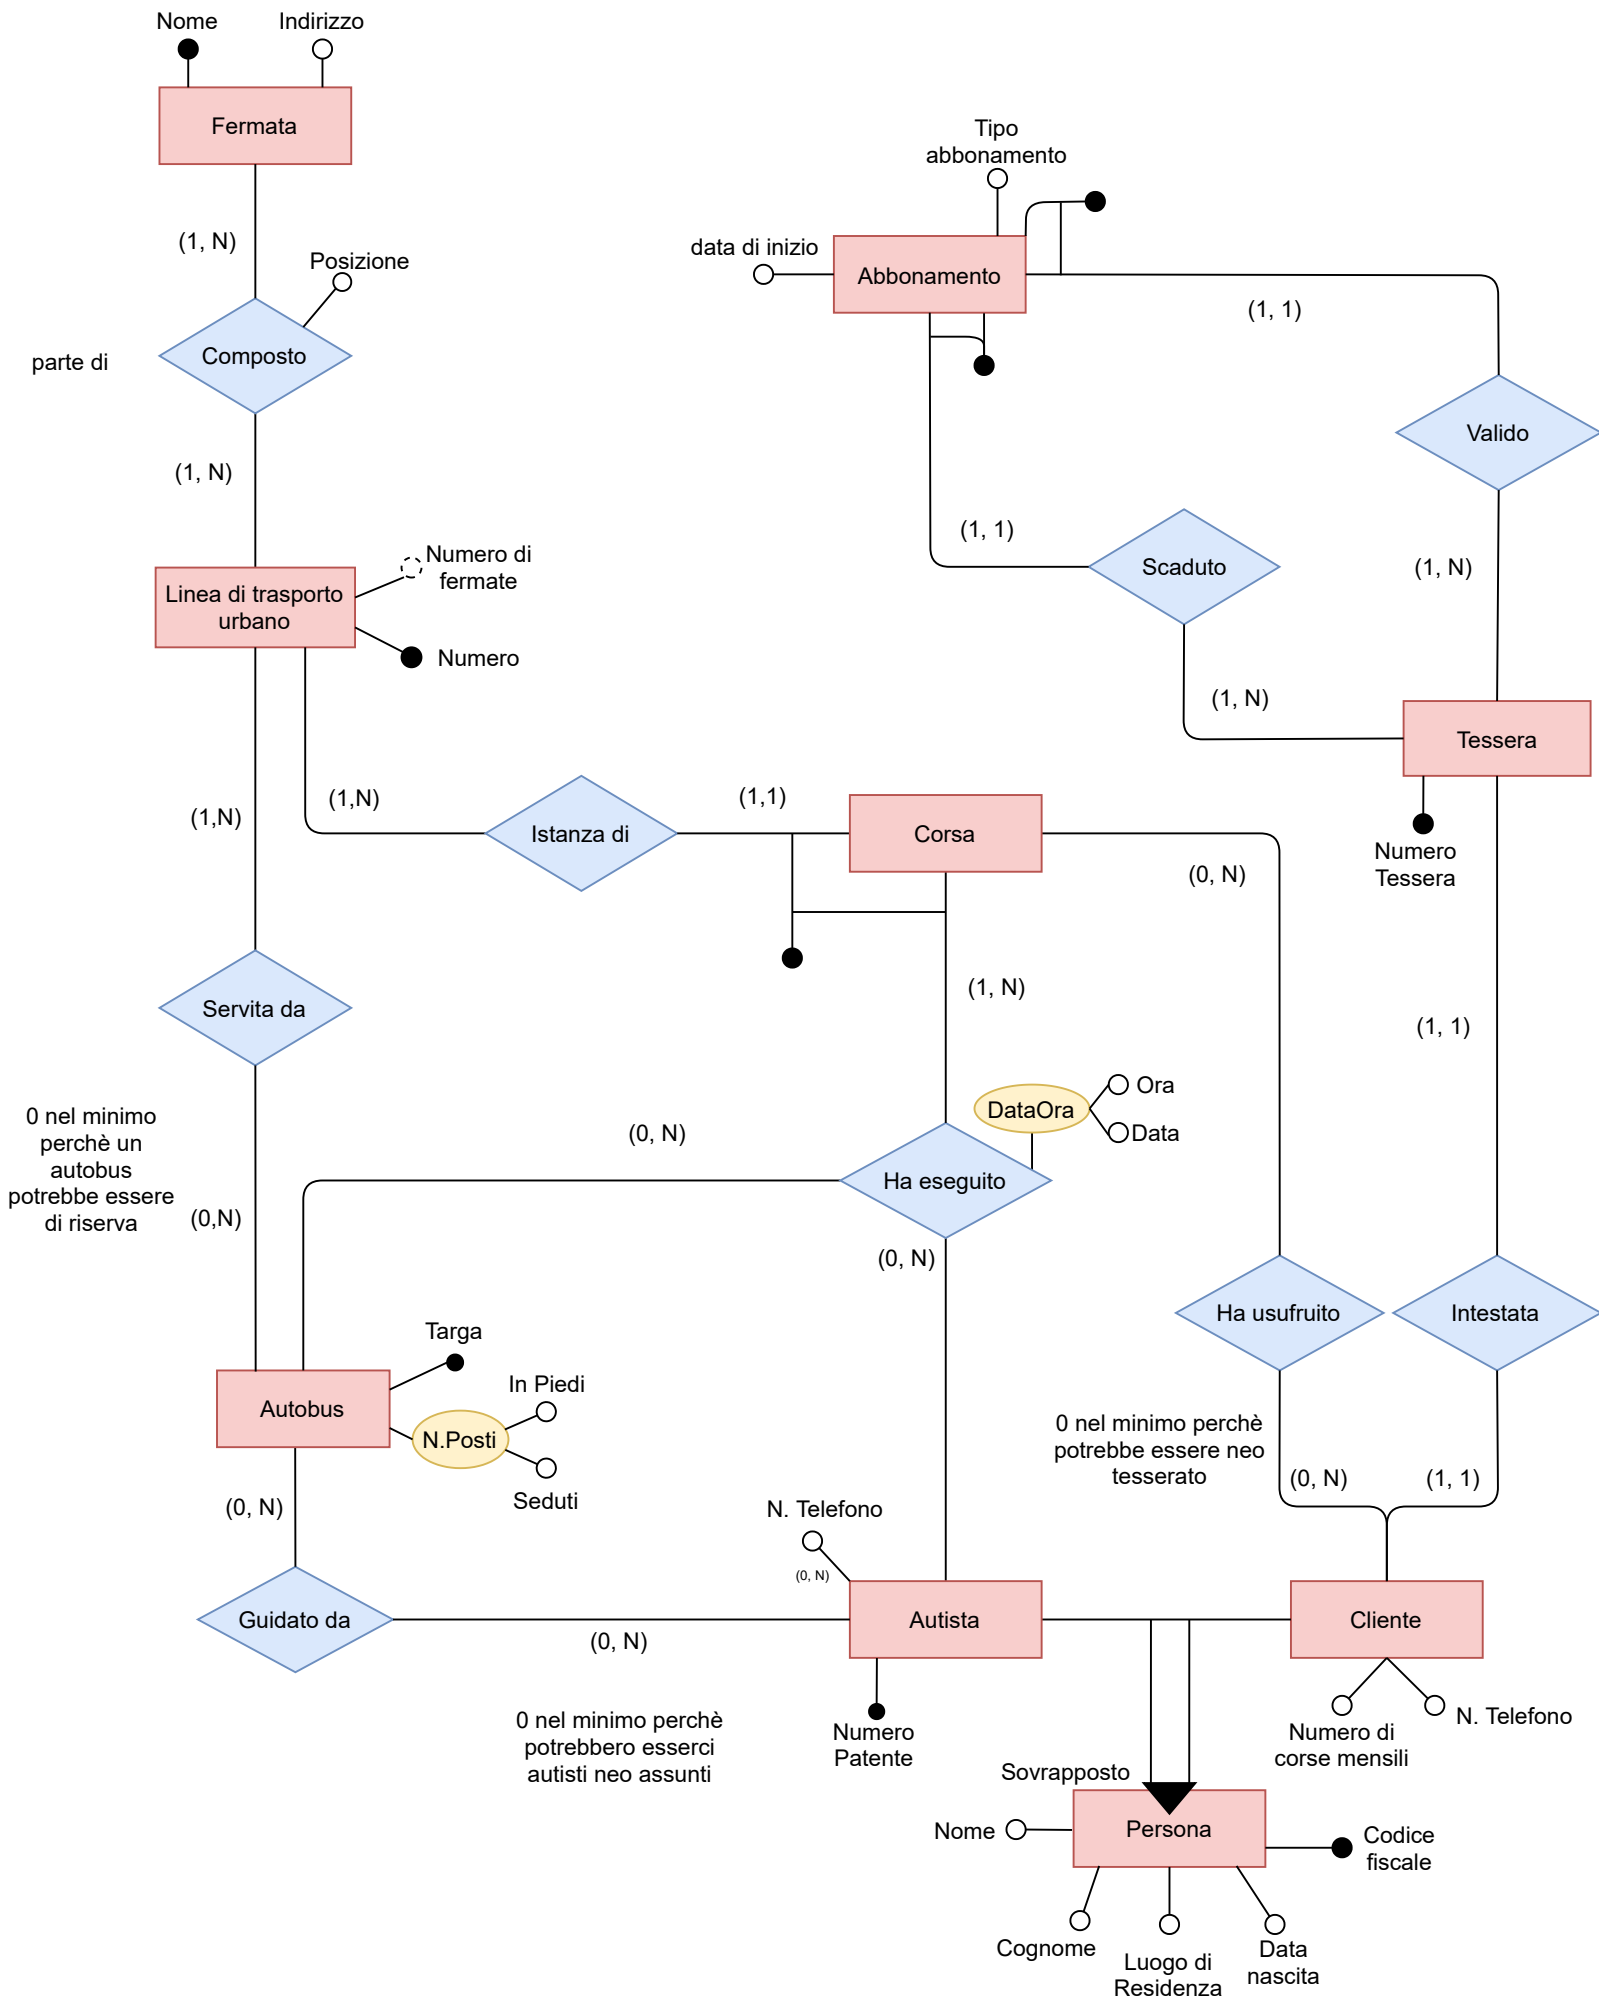 Nome
Indirizzo
Fermata
(1, N)
Posizione
Composto
parte di
(1, N)
Numero di
fermate
Linea di trasporto
urbano
Numero
Tipo
abbonamento
data di inizio
Abbonamento
(1, 1)
Valido
(1, 1)
Scaduto
(1, N)
(1, N)
Tessera
Numero
Tessera
(1,N)
(1,N)
Istanza di
(1,1)
Corsa
(0, N)
(1, N)
(1, 1)
Servita da
0 nel minimo
perchè un
autobus
potrebbe essere
di riserva
(0,N)
(0, N)
DataOra
Ora
Data
Ha eseguito
(0, N)
Ha usufruito
Intestata
Targa
Autobus
In Piedi
N.Posti
Seduti
(0, N)
0 nel minimo perchè
potrebbe essere neo
tesserato
(0, N)
(1, 1)
N. Telefono
(0, N)
Guidato da
(0, N)
Autista
Cliente
Numero
Patente
0 nel minimo perchè
potrebbero esserci
autisti neo assunti
Numero di
corse mensili
N. Telefono
Sovrapposto
Nome
Persona
Codice
fiscale
Cognome
Luogo di
Residenza
Data
nascita